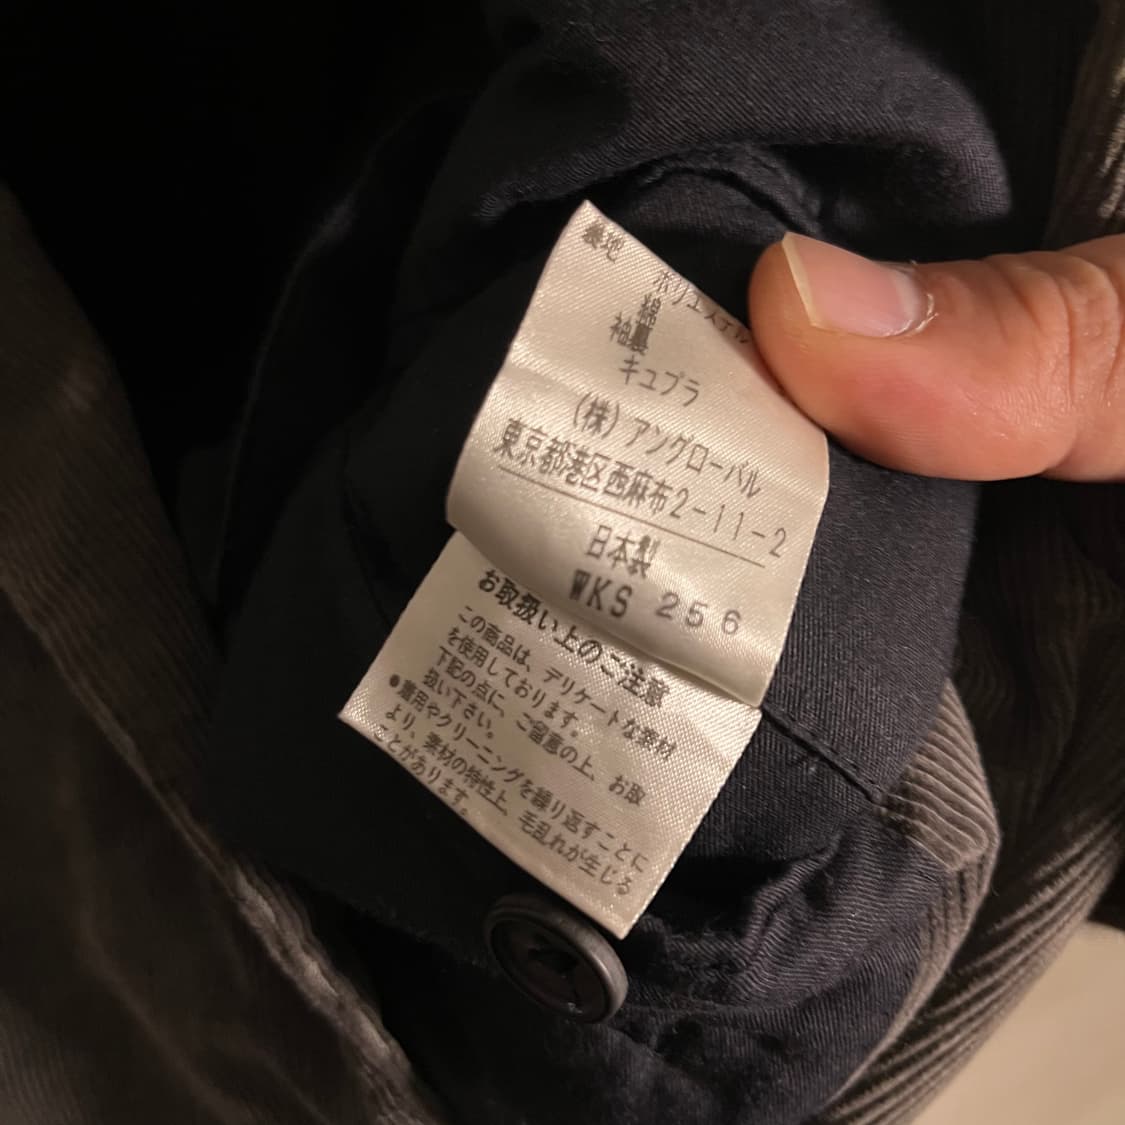 表地
ポリエステル
綿
袖裏
キュプラ
(株)アングローバル
東京都港区西麻布2-11-2
日本製
WKS 256
お取扱い上のご注意
この商品は、デリケートな素材
を使用しております。
下記の点に、ご留意の上、お取
扱い下さい。
●着用やクリーニングを繰り返すことに
より、素材の特性上、毛乱れが生じる
ことがあります。